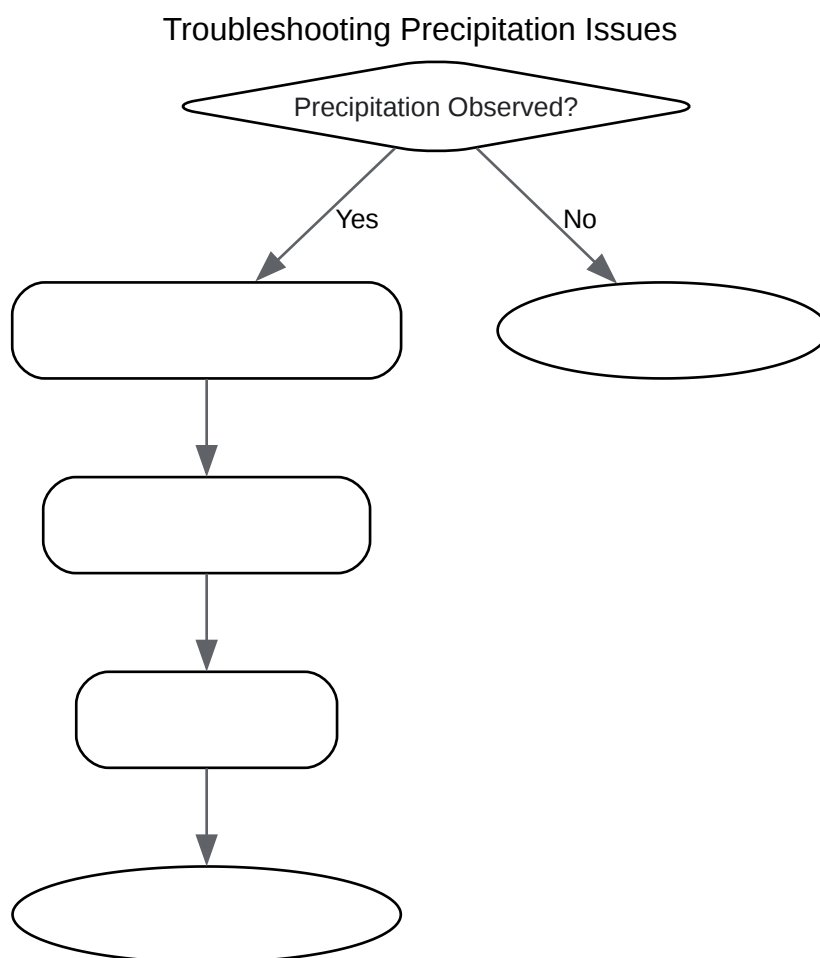 Troubleshooting Precipitation Issues
Precipitation Observed?
Yes
No